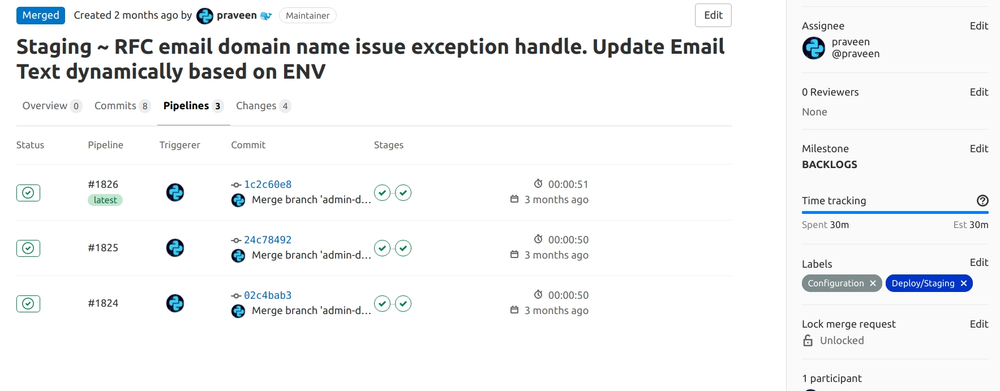 Merged Created 2 months ago by praveen Maintainer Edit
Staging ~ RFC email domain name issue exception handle. Update Email
Text dynamically based on ENV
Overview 0 Commits 8 Pipelines 3 Changes 4
Status Pipeline Triggerer Commit Stages
#1826 1c2c60e8 00:00:51
latest Merge branch 'admin-d... 3 months ago
24c78492 00:00:50
#1825 Merge branch 'admin-d... 3 months ago
02c4bab3 00:00:50
#1824 Merge branch 'admin-d... 3 months ago
Assignee Edit
praveen
@praveen
0 Reviewers Edit
None
Milestone Edit
BACKLOGS
Time tracking ?
Spent 30m Est 30m
Labels Edit
Configuration × Deploy/Staging ×
Lock merge request Edit
Unlocked
1 participant